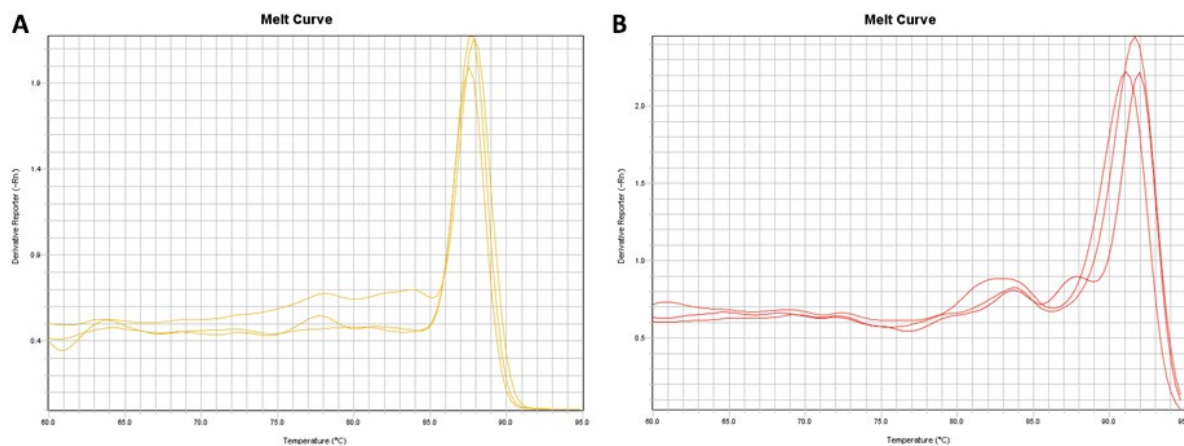 A
Melt Curve
Derivative Reporter (-Rn')
1.9
1.4
0.9
0.4
60.0 65.0 70.0 75.0 80.0 85.0 90.0 95.0
Temperature (°C)
B
Melt Curve
Derivative Reporter (-Rn')
2.0
1.5
1.0
0.5
60.0 65.0 70.0 75.0 80.0 85.0 90.0
Temperature (°C)